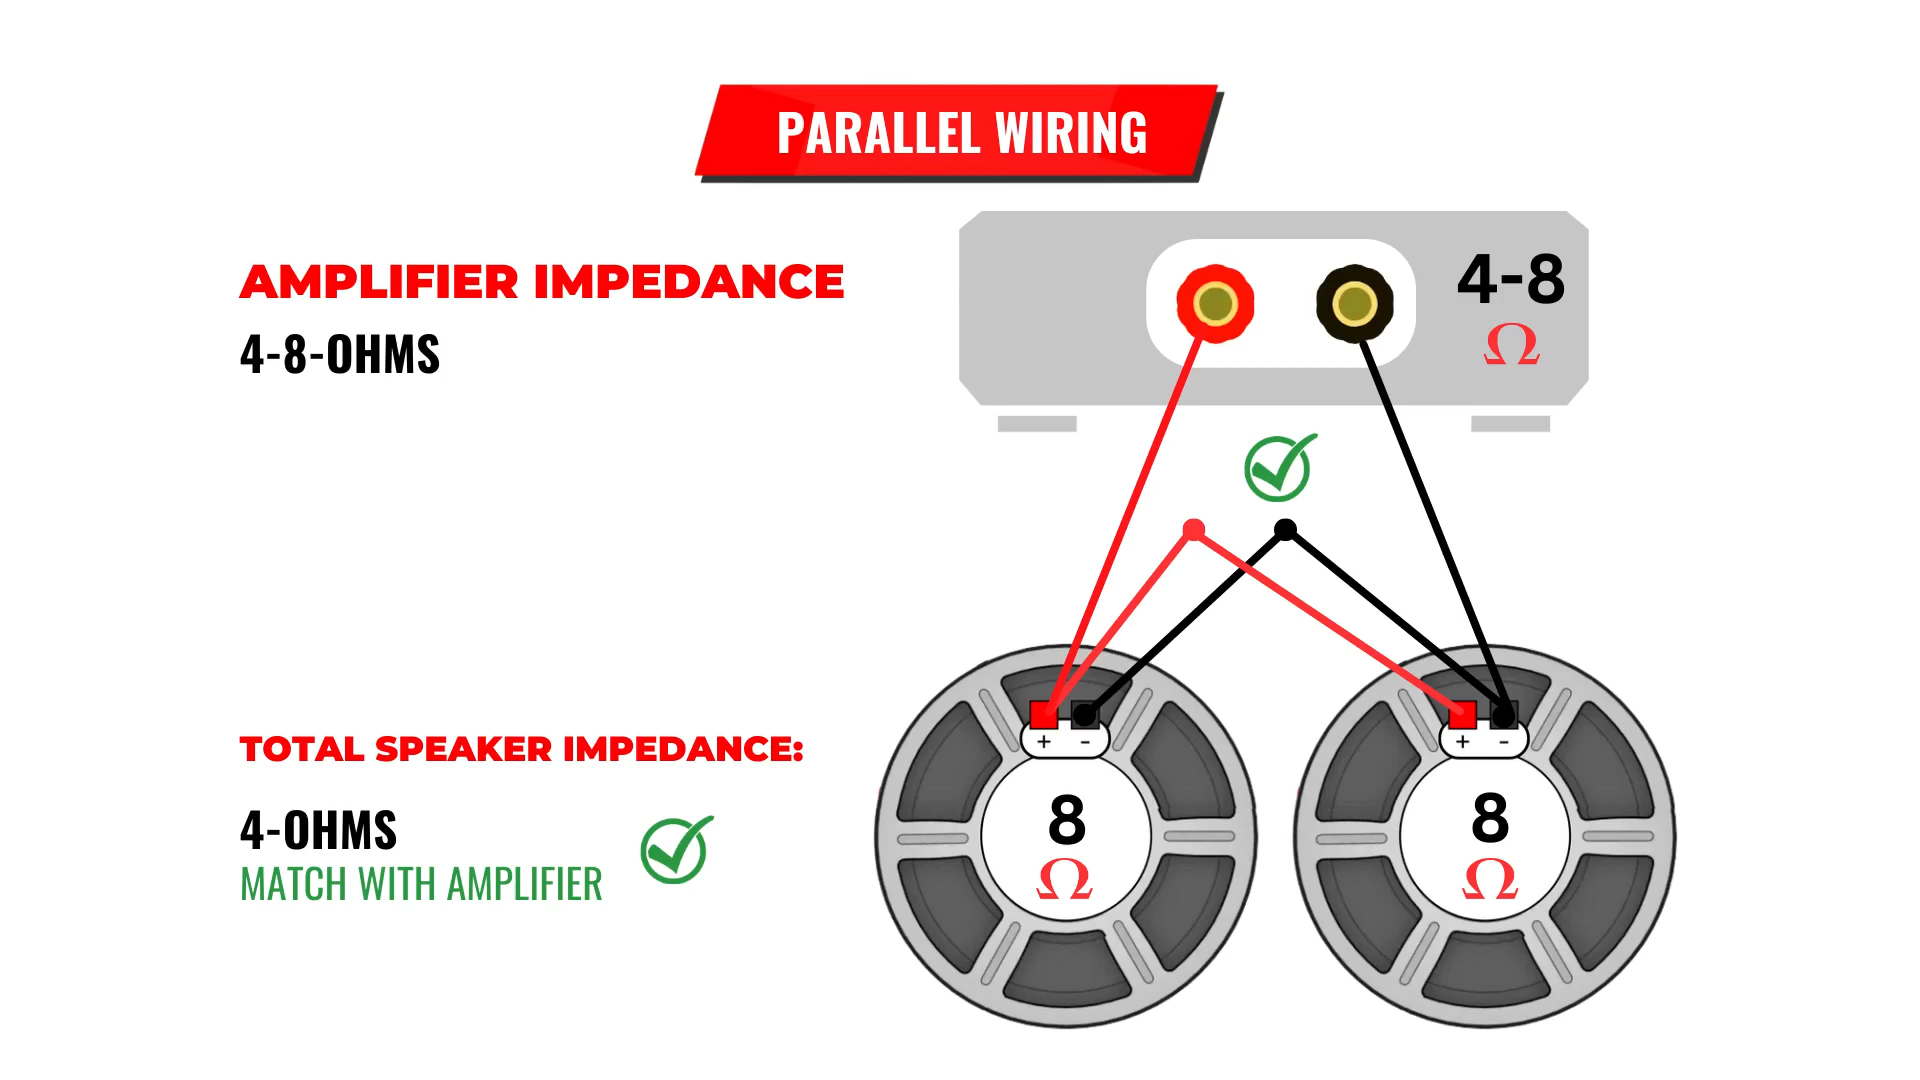 PARALLEL WIRING
AMPLIFIER IMPEDANCE
4-8-OHMS
4-8
Ω
TOTAL SPEAKER IMPEDANCE:
4-OHMS
MATCH WITH AMPLIFIER
+ -
8
Ω
+ -
8
Ω